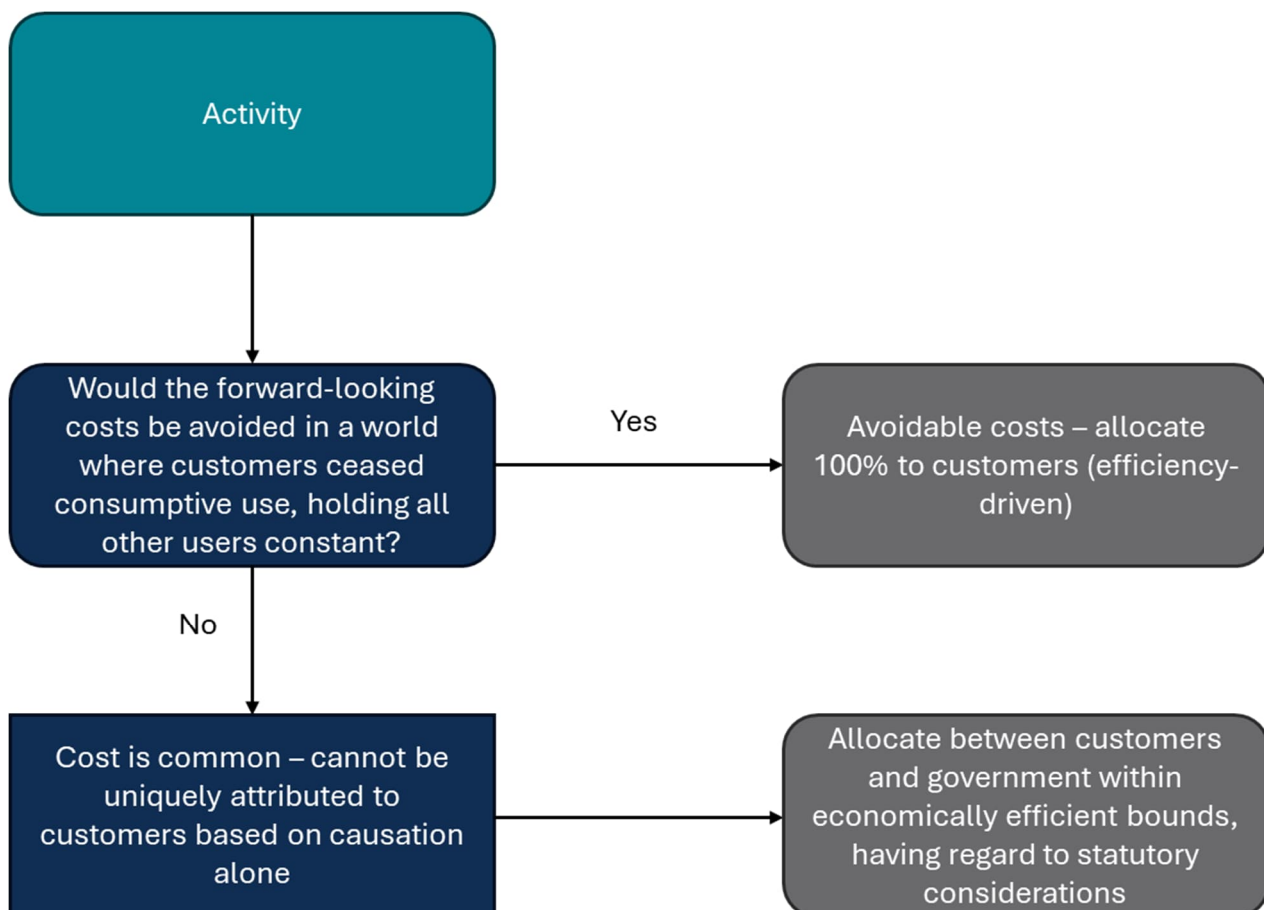 Activity
Would the forward-looking
costs be avoided in a world
where customers ceased
consumptive use, holding all
other users constant?
Yes
Avoidable costs – allocate
100% to customers (efficiency-
driven)
No
Cost is common – cannot be
uniquely attributed to
customers based on causation
alone
Allocate between customers
and government within
economically efficient bounds,
having regard to statutory
considerations